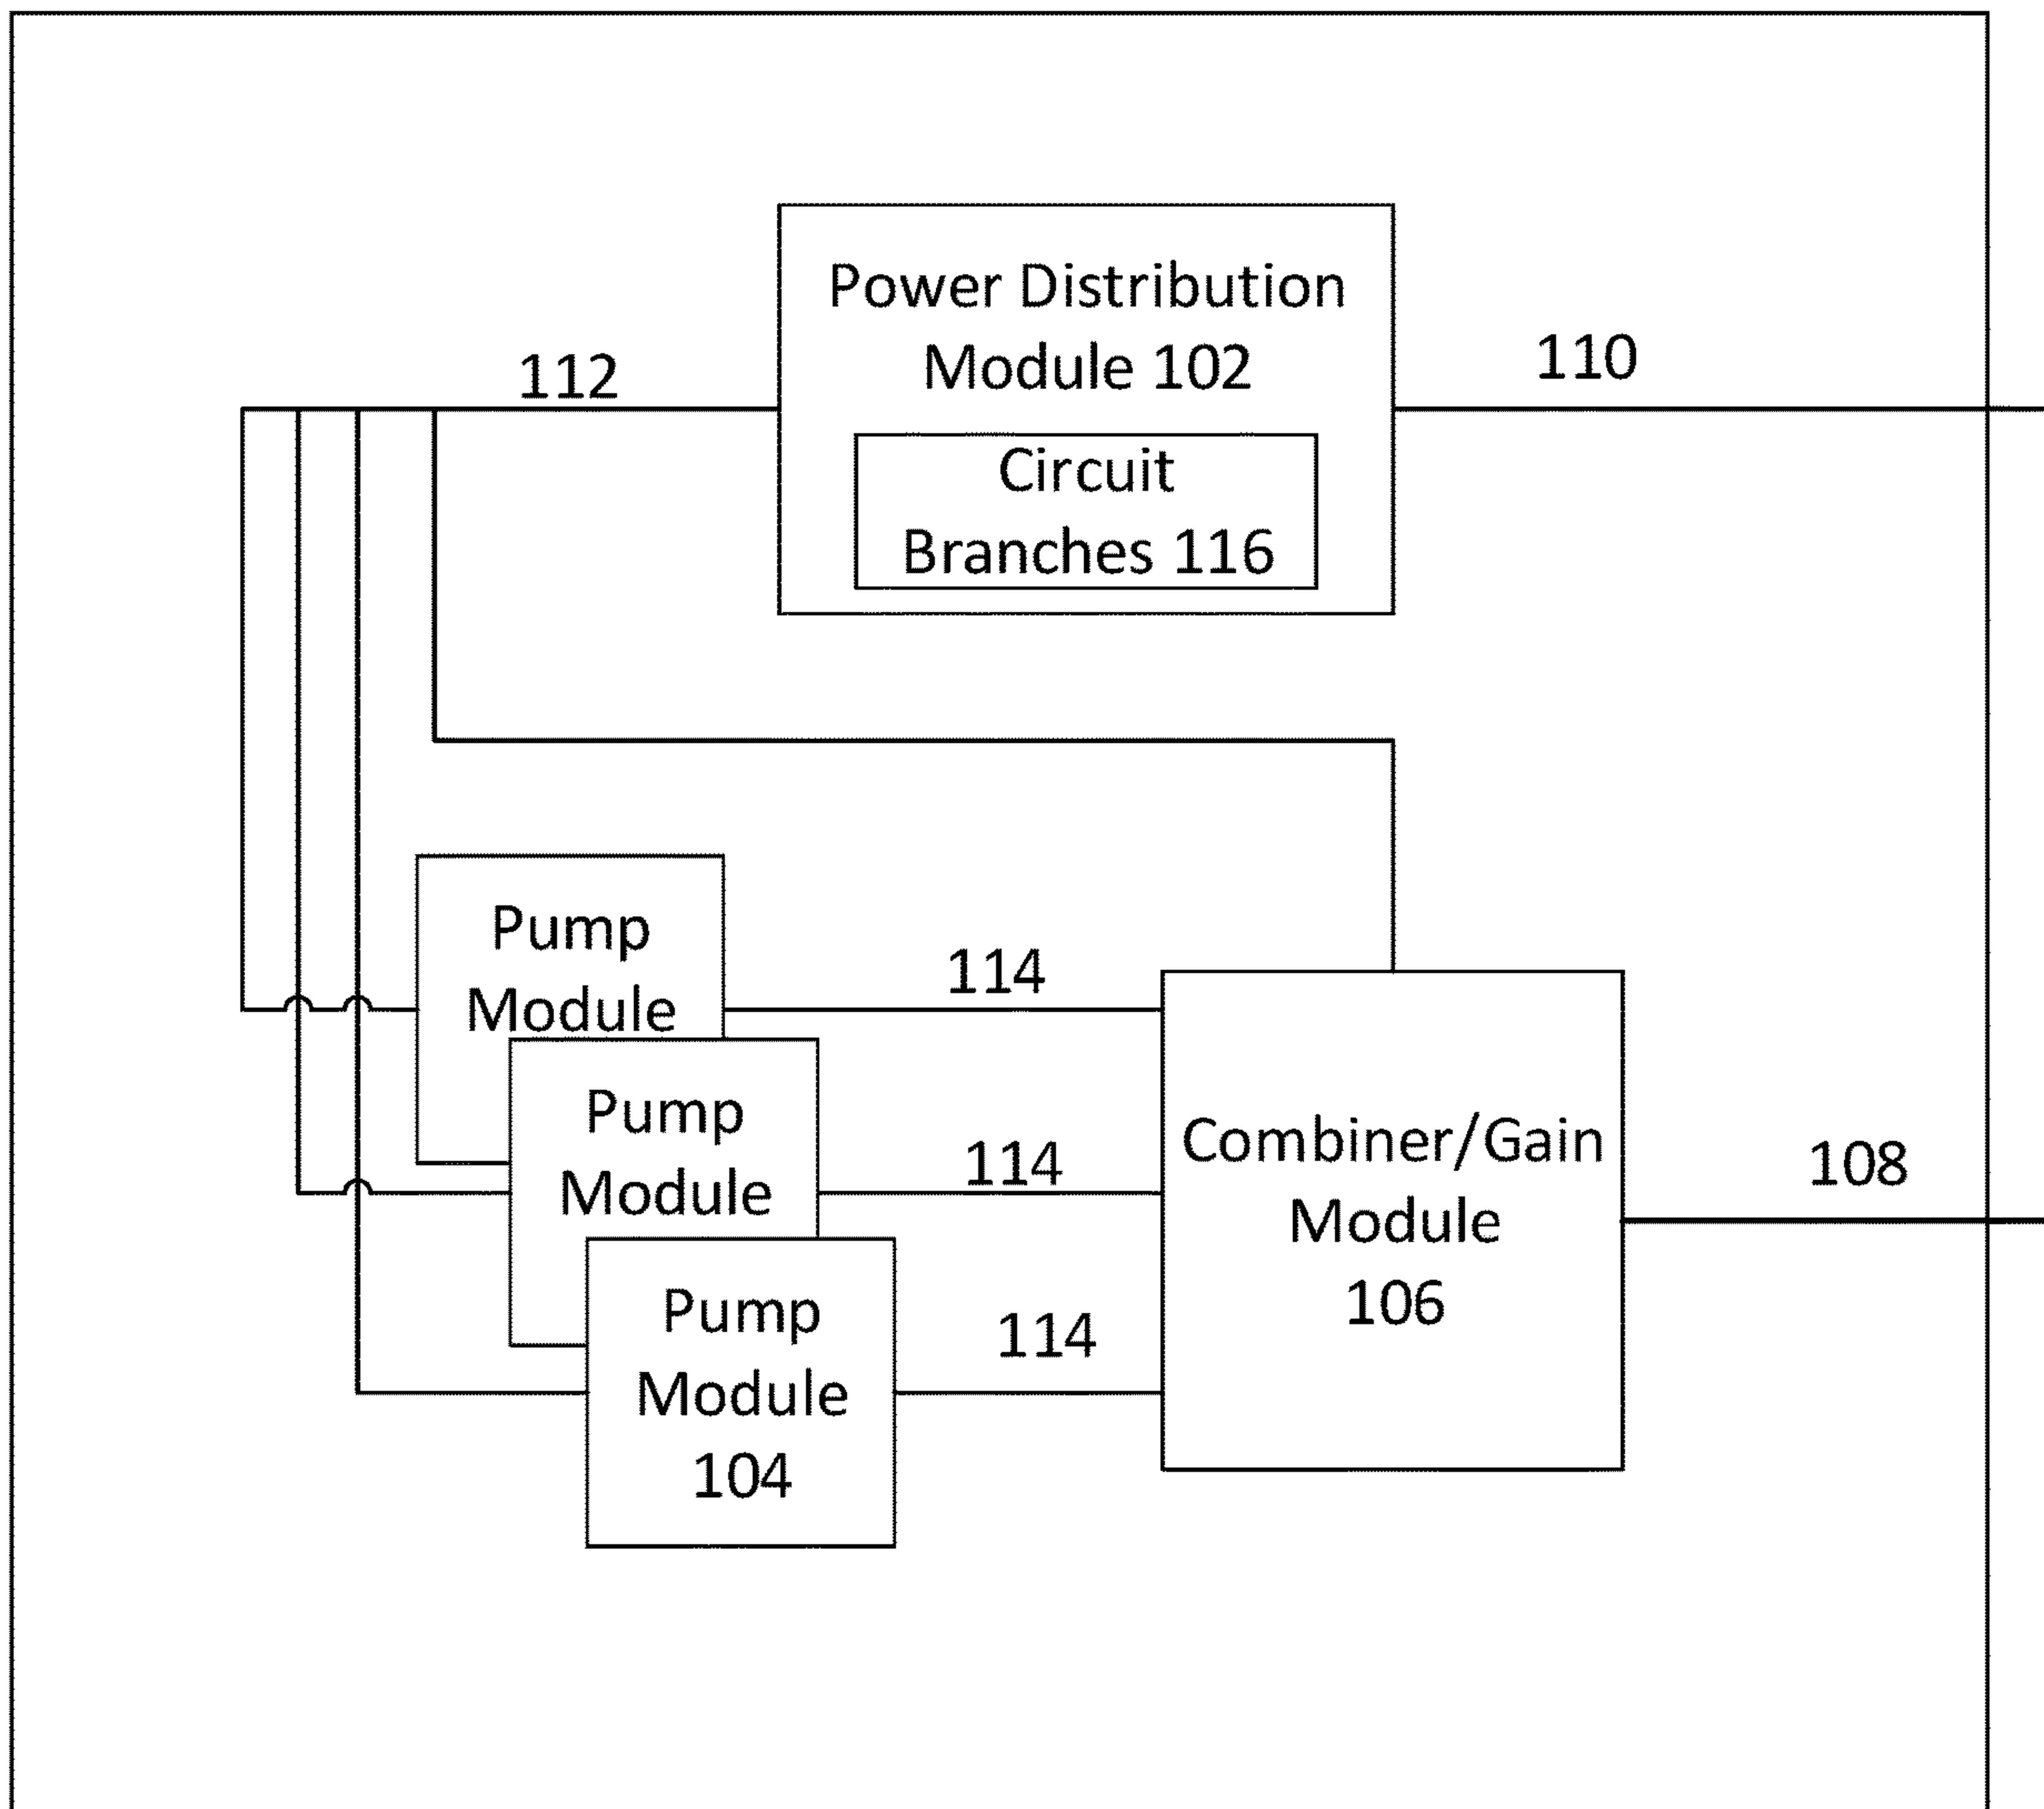 Power Distribution
Module 102
110
112
Circuit
Branches 116
Pump
Module
114
Pump
Module
114
Combiner/Gain
Module
106
108
Pump
Module
104
114